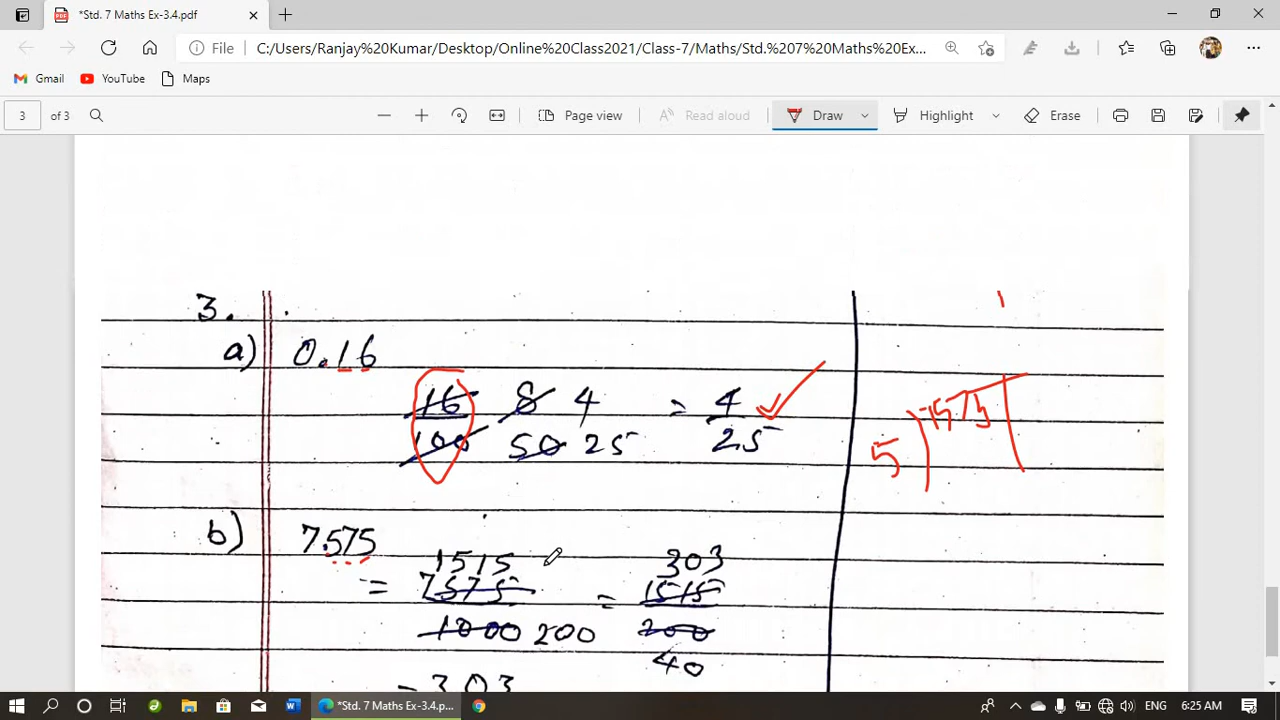 *Std. 7 Maths Ex-3.4.pdf
File C:/Users/Ranjay%20Kumar/Desktop/Online%20Class2021/Class-7/Maths/Std.%207%20Maths%20Ex...
Gmail YouTube Maps
3 of 3 Page view Read aloud Draw Highlight Erase
3. .
a) 0.16
16 8 4 = 4
100 50 25 25
5 7575
b) 7.575
1515 303
= 7575 = 1515
1000 200 200
40
= 303
*Std. 7 Maths Ex-3.4.p... ENG 6:25 AM